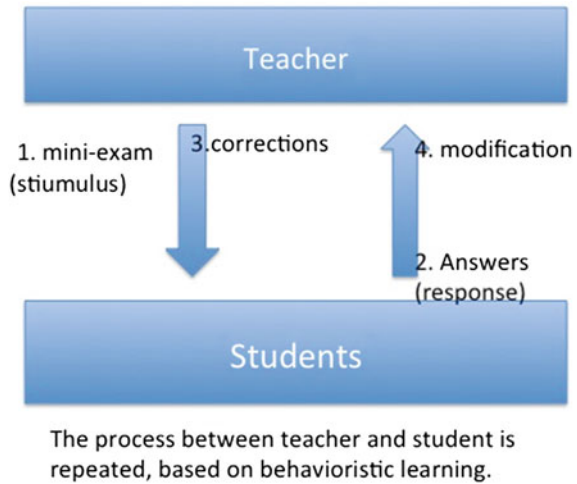 Teacher
1. mini-exam
(stiumulus)
3.corrections
4. modification
2. Answers
(response)
Students
The process between teacher and student is
repeated, based on behavioristic learning.